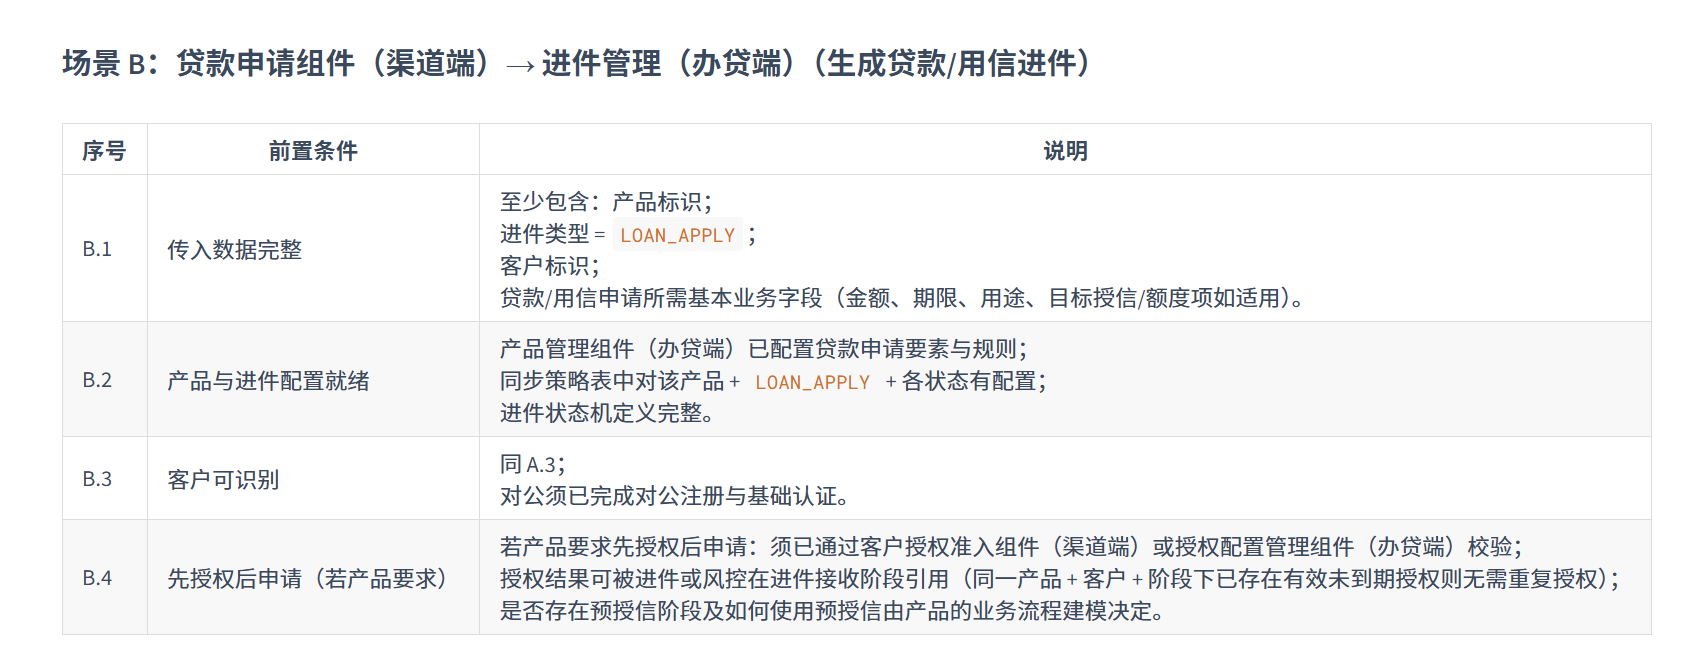 场景 B：贷款申请组件（渠道端）→ 进件管理（办贷端）（生成贷款/用信进件）
序号 前置条件 说明
B.1 传入数据完整
至少包含：产品标识；
进件类型 = LOAN_APPLY ；
客户标识；
贷款/用信申请所需基本业务字段（金额、期限、用途、目标授信/额度项如适用）。
B.2 产品与进件配置就绪
产品管理组件（办贷端）已配置贷款申请要素与规则；
同步策略表中对该产品 + LOAN_APPLY + 各状态有配置；
进件状态机定义完整。
B.3 客户可识别
同 A.3；
对公须已完成对公注册与基础认证。
B.4 先授权后申请（若产品要求）
若产品要求先授权后申请：须已通过客户授权准入组件（渠道端）或授权配置管理组件（办贷端）校验；
授权结果可被进件或风控在进件接收阶段引用（同一产品 + 客户 + 阶段下已存在有效未到期授权则无需重复授权）；
是否存在预授信阶段及如何使用预授信由产品的业务流程建模决定。